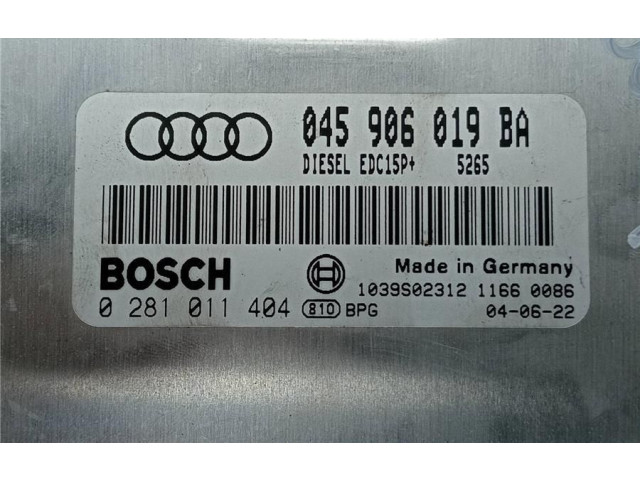 045 906 019 BA
DIESEL EDC15P+ 5265
BOSCH Made in Germany
1039S02312 1166 0086
0 281 011 404 810 BPG 04-06-22